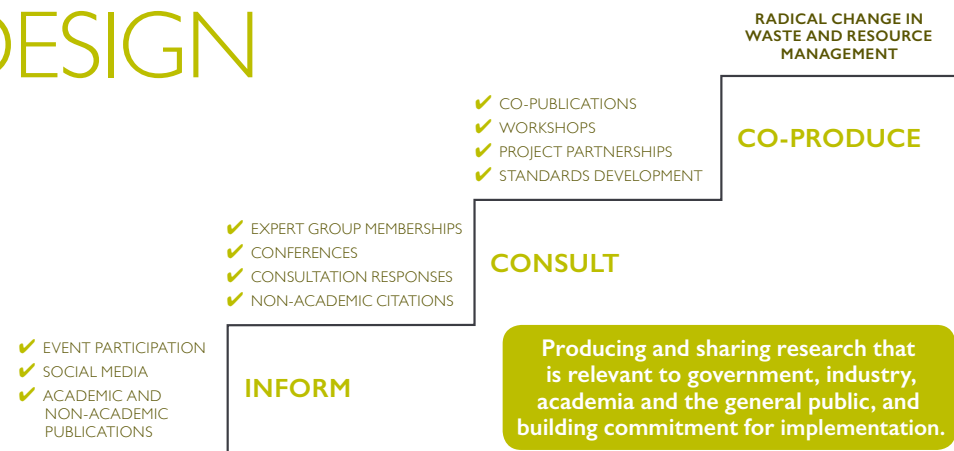 DESIGN
RADICAL CHANGE IN
WASTE AND RESOURCE
MANAGEMENT
✔ CO-PUBLICATIONS
✔ WORKSHOPS
✔ PROJECT PARTNERSHIPS
✔ STANDARDS DEVELOPMENT
CO-PRODUCE
✔ EXPERT GROUP MEMBERSHIPS
✔ CONFERENCES
✔ CONSULTATION RESPONSES
✔ NON-ACADEMIC CITATIONS
CONSULT
✔ EVENT PARTICIPATION
✔ SOCIAL MEDIA
✔ ACADEMIC AND
NON-ACADEMIC
PUBLICATIONS
INFORM
Producing and sharing research that
is relevant to government, industry,
academia and the general public, and
building commitment for implementation.